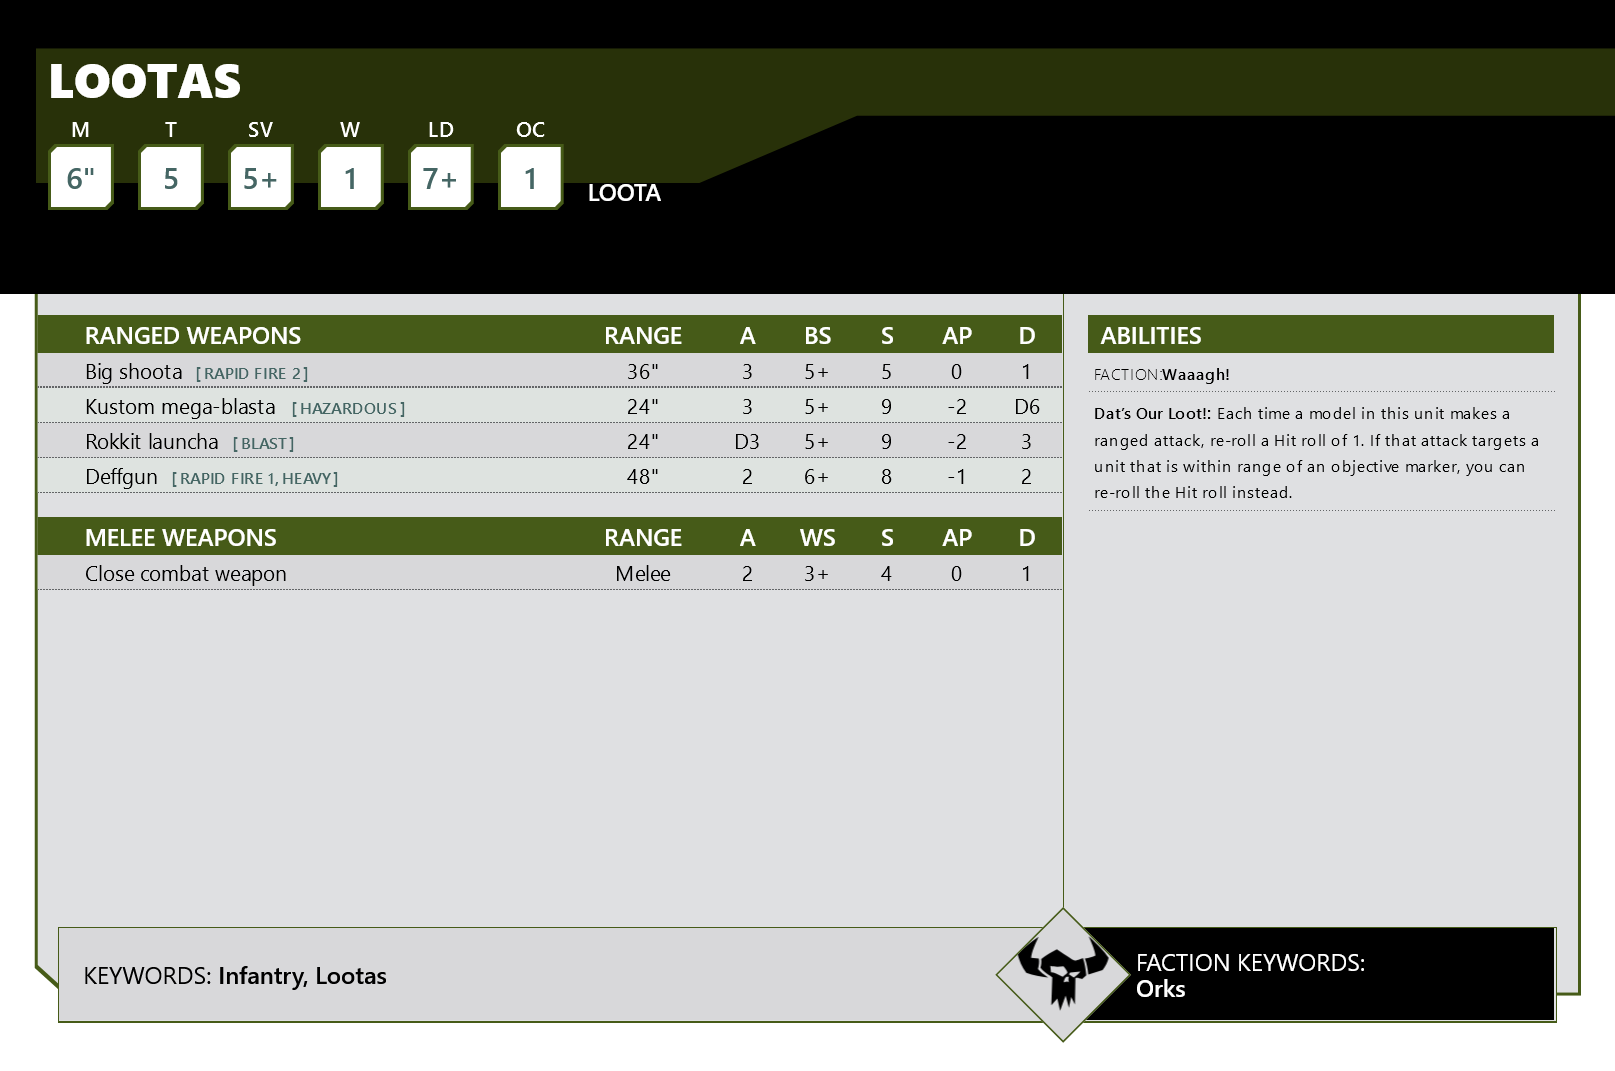 LOOTAS
M T SV W LD OC
6" 5 5+ 1 7+ 1 LOOTA
RANGED WEAPONS RANGE A BS S AP D
Big shoota [RAPID FIRE 2] 36" 3 5+ 5 0 1
Kustom mega-blasta [HAZARDOUS] 24" 3 5+ 9 -2 D6
Rokkit launcha [BLAST] 24" D3 5+ 9 -2 3
Deffgun [RAPID FIRE 1, HEAVY] 48" 2 6+ 8 -1 2
MELEE WEAPONS RANGE A WS S AP D
Close combat weapon Melee 2 3+ 4 0 1
ABILITIES
FACTION:Waaagh!
Dat's Our Loot!: Each time a model in this unit makes a
ranged attack, re-roll a Hit roll of 1. If that attack targets a
unit that is within range of an objective marker, you can
re-roll the Hit roll instead.
KEYWORDS: Infantry, Lootas
FACTION KEYWORDS:
Orks